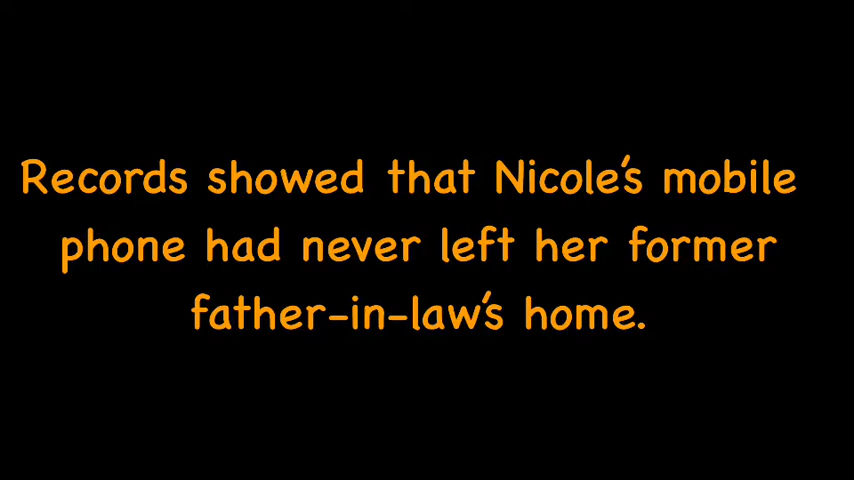 Records showed that Nicole's mobile
phone had never left her former
father-in-law's home.